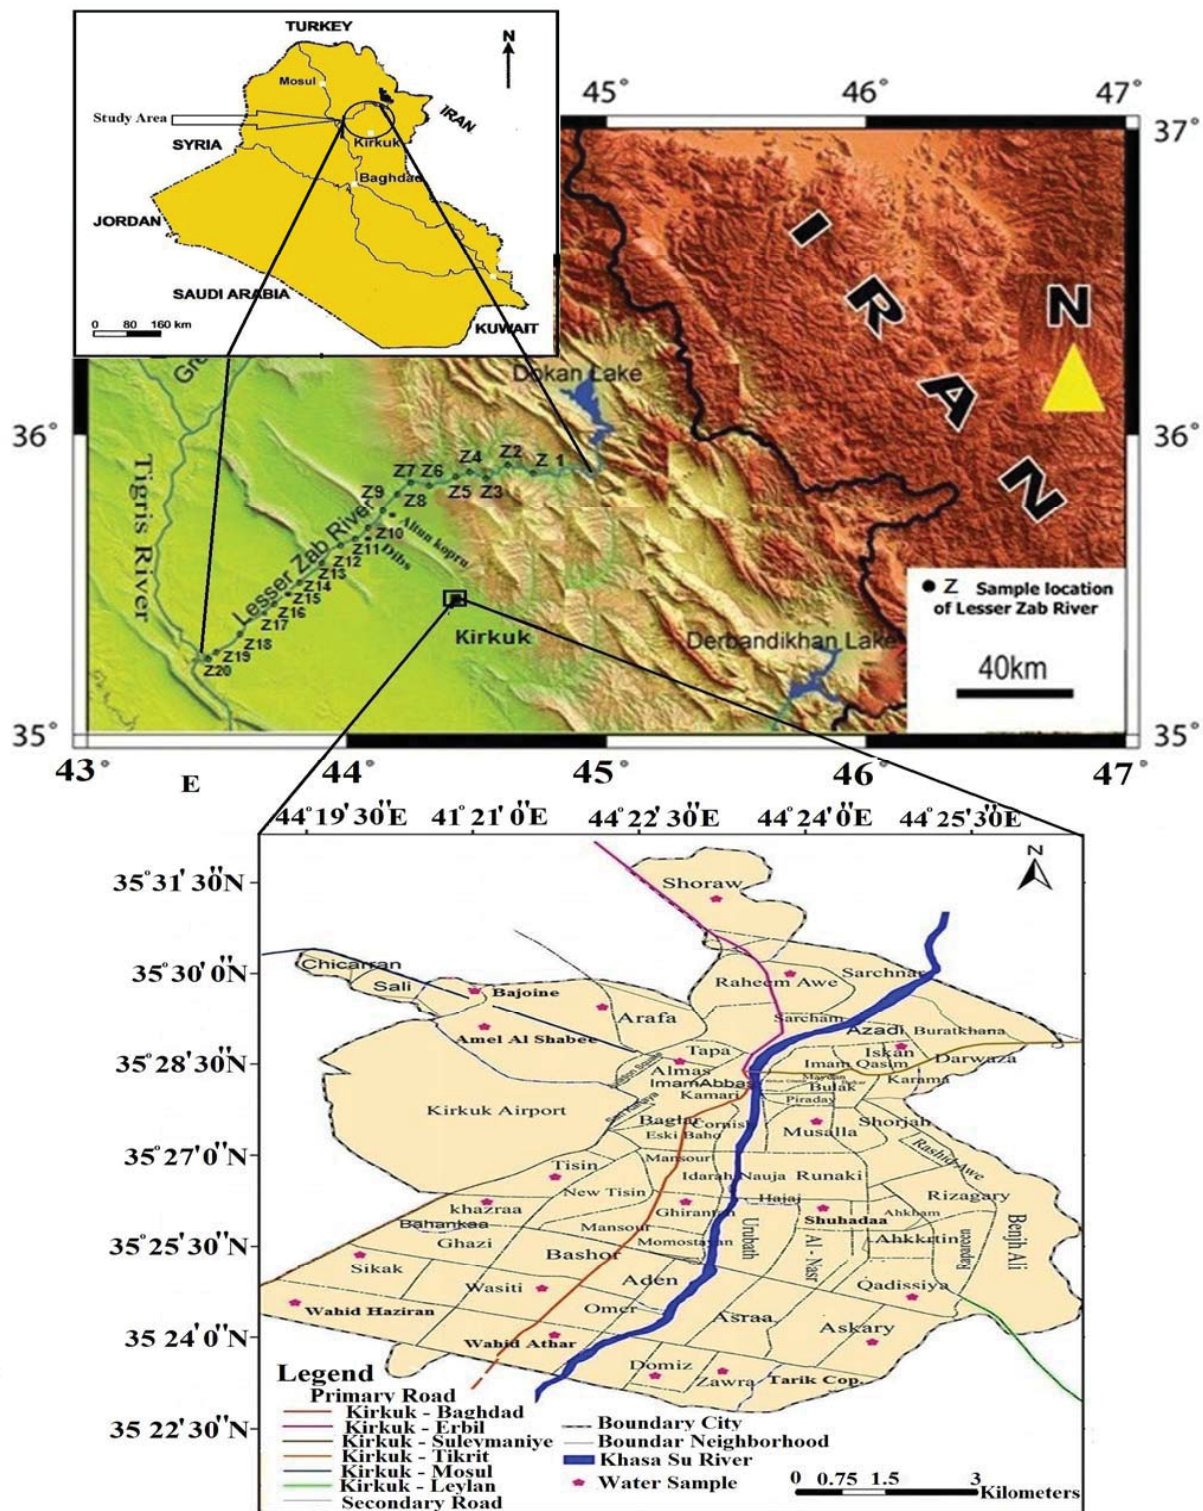 TURKEY
N
Mosul
IRAN
Study Area
SYRIA
Kirkuk
Baghdad
JORDAN
SAUDI ARABIA
KUWAIT
0 80 160 km
45° 46° 47°
37°
I R A N
N
Gre
Dokan Lake
36° 36°
Tigris River
Lesser Zab River
Z 1
Z2
Z3
Z4
Z5
Z6
Z7
Z8
Z9
Z10
Altun kopru
Z11
Dibs
Z12
Z13
Z14
Z15
Z16
Z17
Z18
Z19
Z20
Kirkuk
Derbandikhan Lake
Z Sample location
of Lesser Zab River
40km
35° 35°
43° E 44° 45° 46° 47°
44° 19' 30"E 41° 21' 0"E 44° 22' 30"E 44° 24' 0"E 44° 25' 30"E
N
35° 31' 30"N
35° 30' 0"N
35° 28' 30"N
35° 27' 0"N
35° 25' 30"N
35 24' 0"N
35 22' 30"N
Shoraw
Chicarran
Sali
Bajoine
Raheem Awe
Sarchnar
Arafa
Sarcham
Amel Al Shabee
Azadi
Buratkhana
Tapa
Iskan
Darwaza
Almas
Imam Qasim
ImamAbbas
Karama
Bulak
Kamari
Piraday
Kirkuk Airport
Baglar
Cornish
Musalla
Shorjah
Eski Baho
Rashid Awe
Mansour
Tisin
Idarah
Nauja
Runaki
New Tisin
Hajaj
Rizagary
khazraa
Ghiranten
Shuhadaa
Ahkham
Bahankaa
Mansour
Urubath
Al - Nasr
Benjh Ali
Ghazi
Momostayan
Bashor
Sikak
Aden
Wasiti
Qadissiya
Wahid Haziran
Omer
Asraa
Askary
Wahid Athar
Domiz
Zawra
Tarik Cop.
Legend
Primary Road
Kirkuk - Baghdad
Kirkuk - Erbil
Kirkuk - Suleymaniye
Kirkuk - Tikrit
Kirkuk - Mosul
Kirkuk - Leylan
Secondary Road
Boundary City
Boundar Neighborhood
Khasa Su River
Water Sample
0 0.75 1.5 3
Kilometers